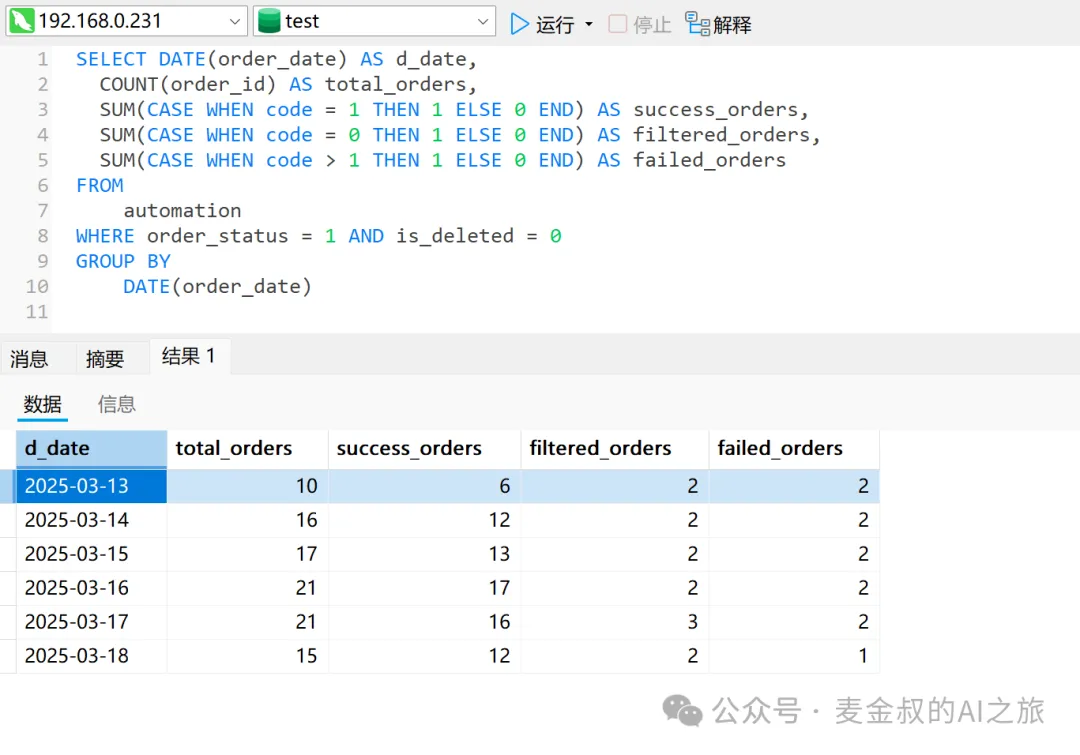 192.168.0.231 test 运行 停止 解释
1 SELECT DATE(order_date) AS d_date,
2 COUNT(order_id) AS total_orders,
3 SUM(CASE WHEN code = 1 THEN 1 ELSE 0 END) AS success_orders,
4 SUM(CASE WHEN code = 0 THEN 1 ELSE 0 END) AS filtered_orders,
5 SUM(CASE WHEN code > 1 THEN 1 ELSE 0 END) AS failed_orders
6 FROM
7 automation
8 WHERE order_status = 1 AND is_deleted = 0
9 GROUP BY
10 DATE(order_date)
11
消息 摘要 结果 1
数据 信息
d_date total_orders success_orders filtered_orders failed_orders
2025-03-13 10 6 2 2
2025-03-14 16 12 2 2
2025-03-15 17 13 2 2
2025-03-16 21 17 2 2
2025-03-17 21 16 3 2
2025-03-18 15 12 2 1
公众号 · 麦金叔的AI之旅